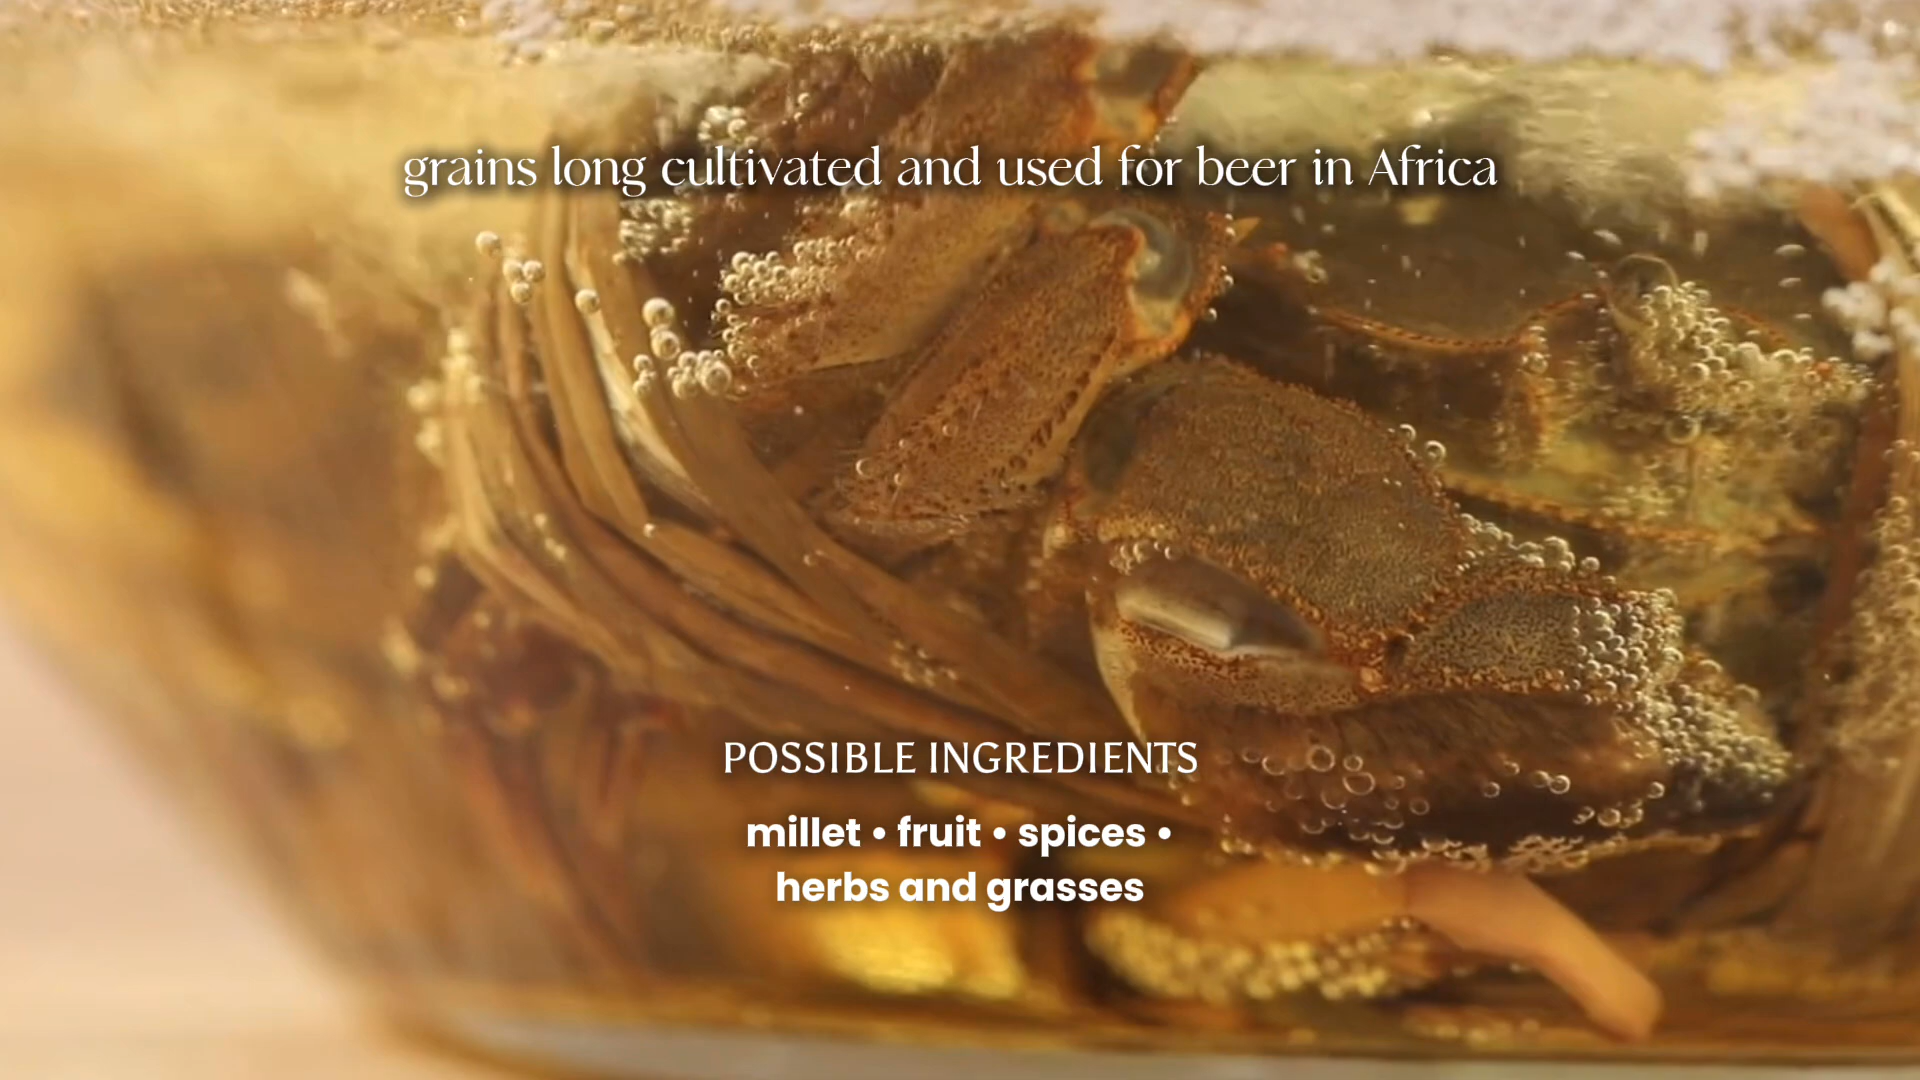 grains long cultivated and used for beer in Africa
POSSIBLE INGREDIENTS
millet • fruit • spices •
herbs and grasses